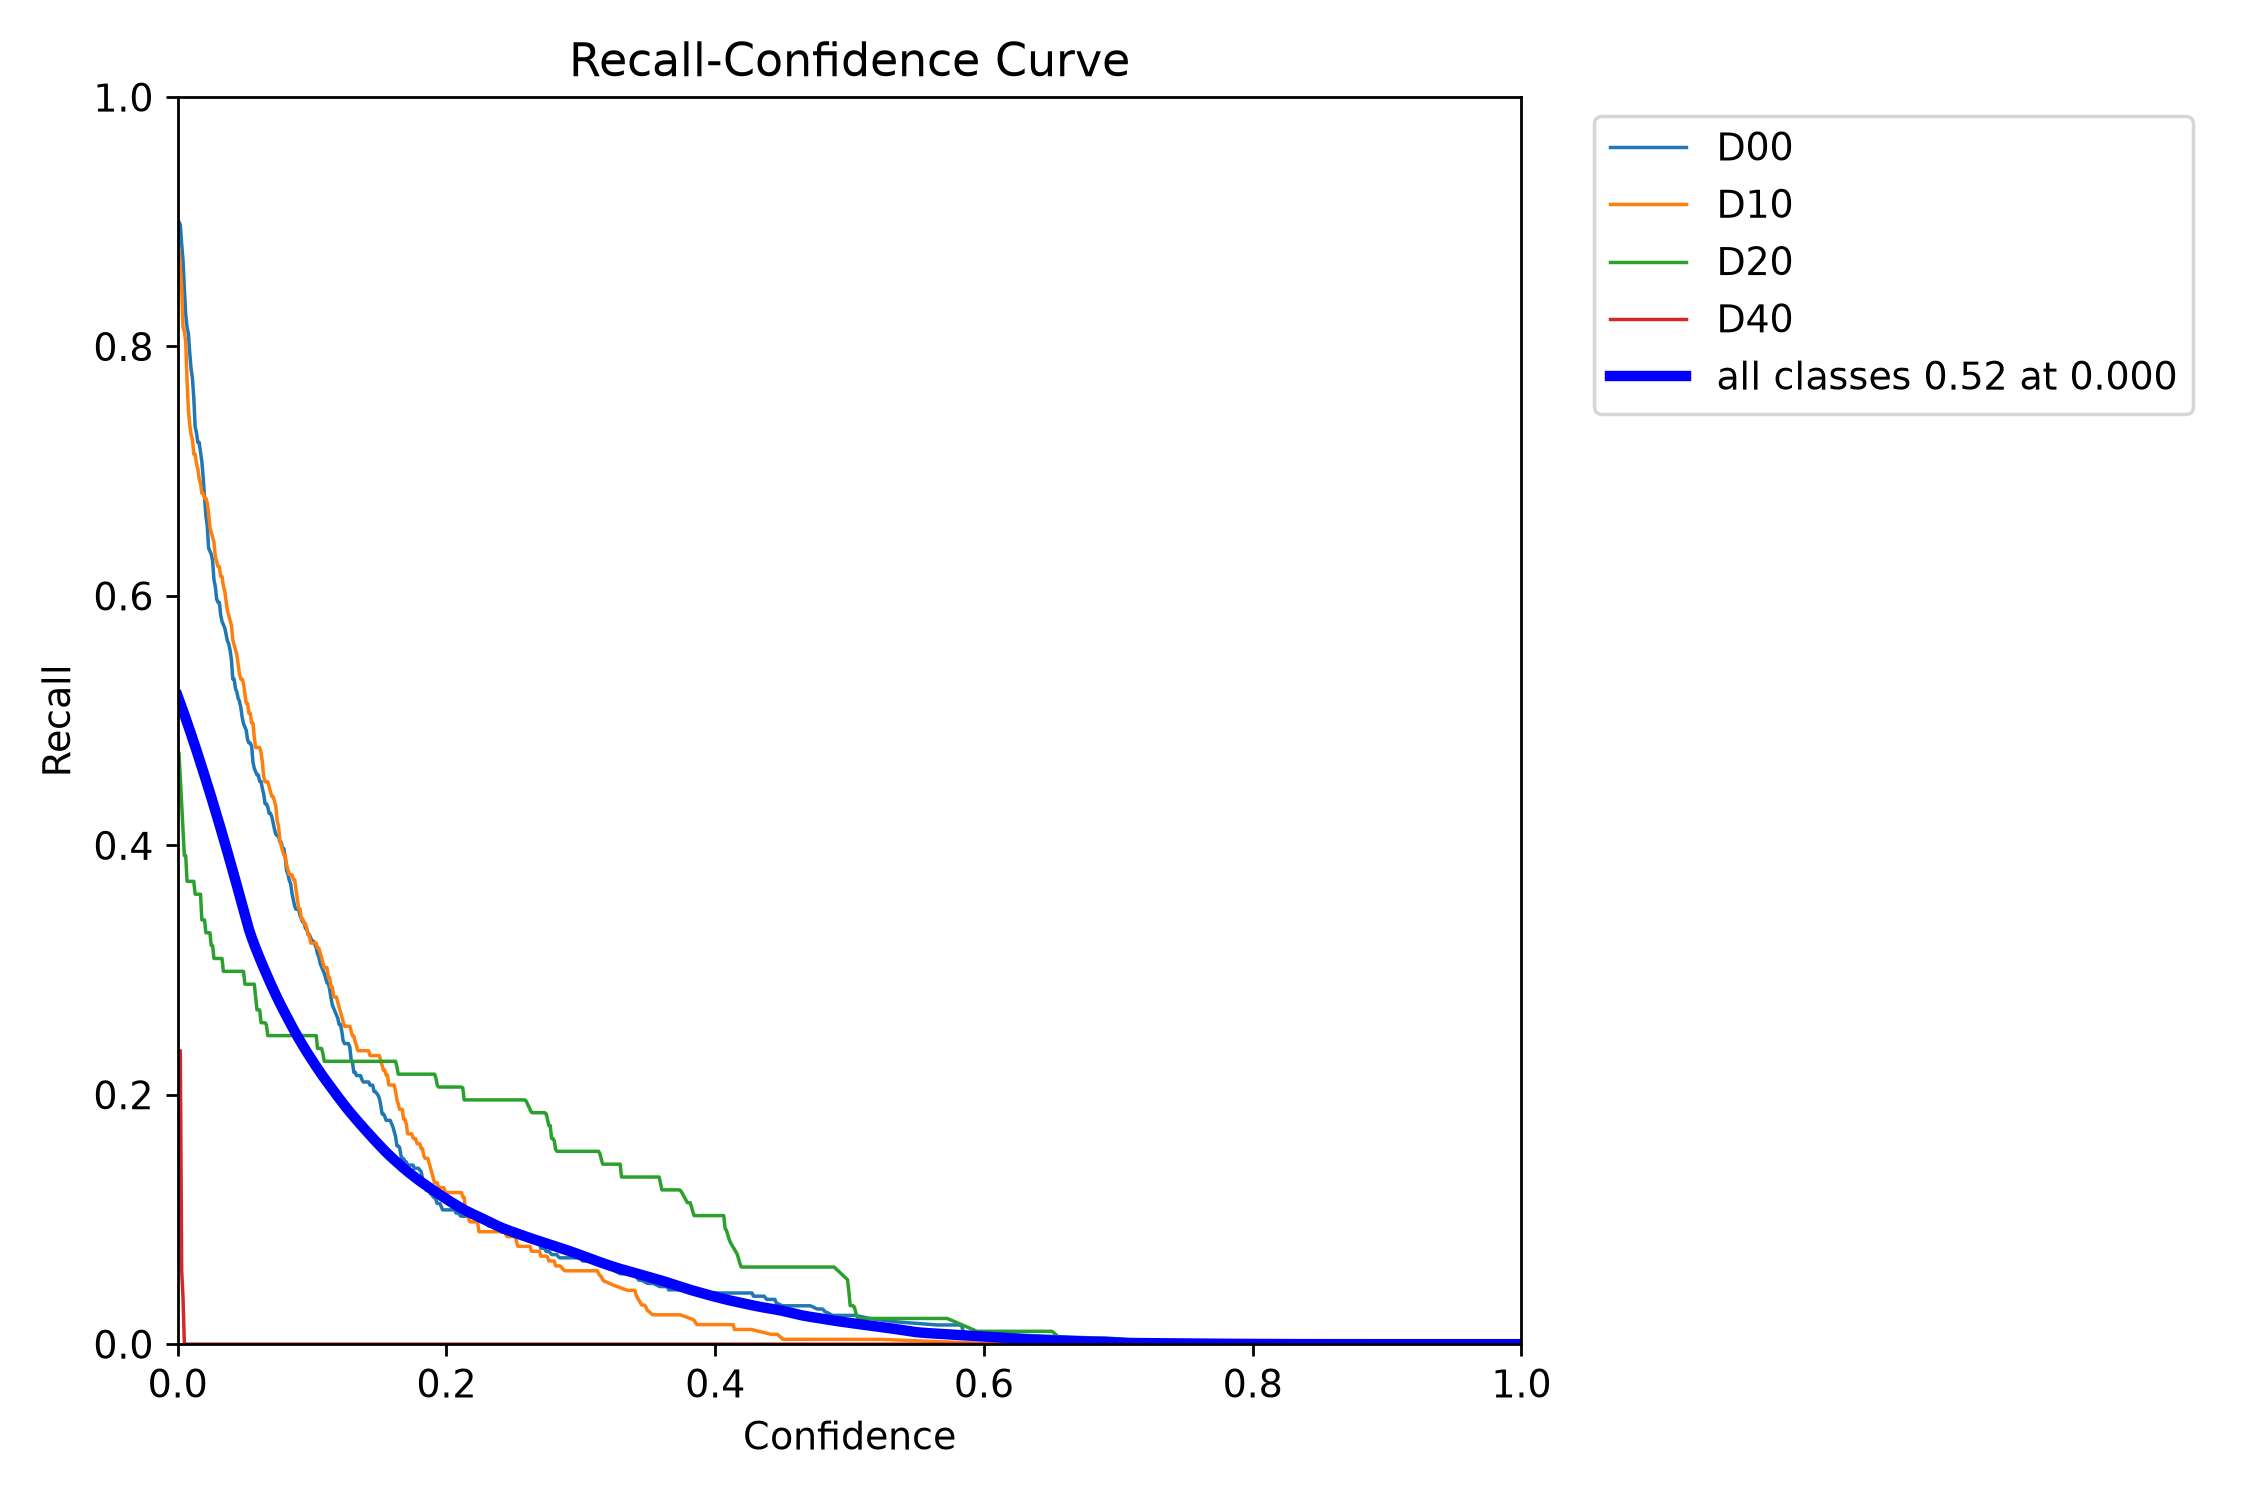 Recall-Confidence Curve
1.0
0.8
0.6
0.4
0.2
0.0
Recall
0.0 0.2 0.4 0.6 0.8 1.0
Confidence
D00
D10
D20
D40
all classes 0.52 at 0.000